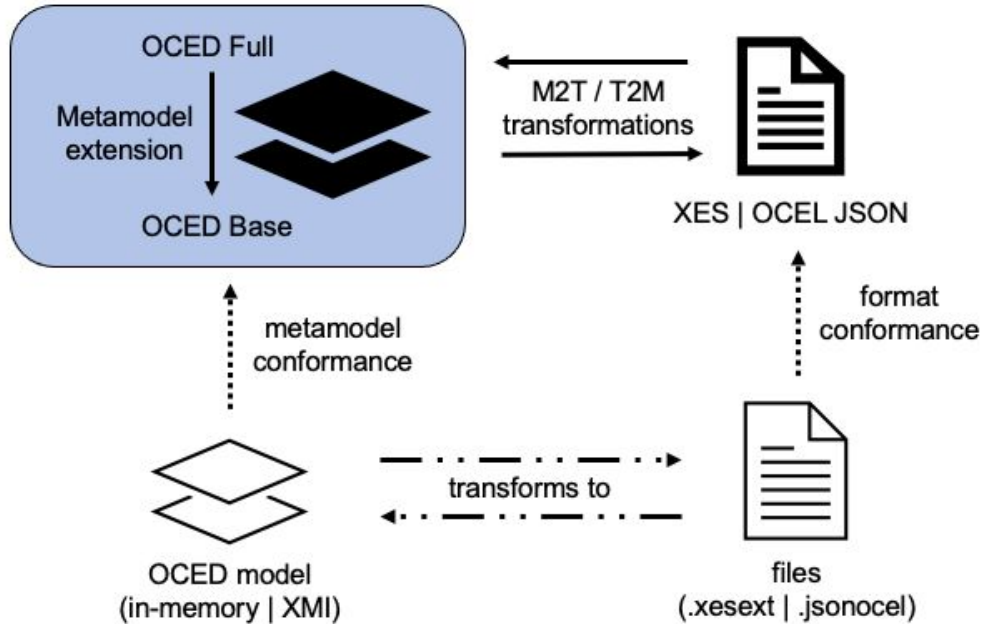 OCED Full
Metamodel
extension
OCED Base
M2T / T2M
transformations
XES | OCEL JSON
metamodel
conformance
format
conformance
transforms to
OCED model
(in-memory | XMI)
files
(.xesext | .jsonocel)